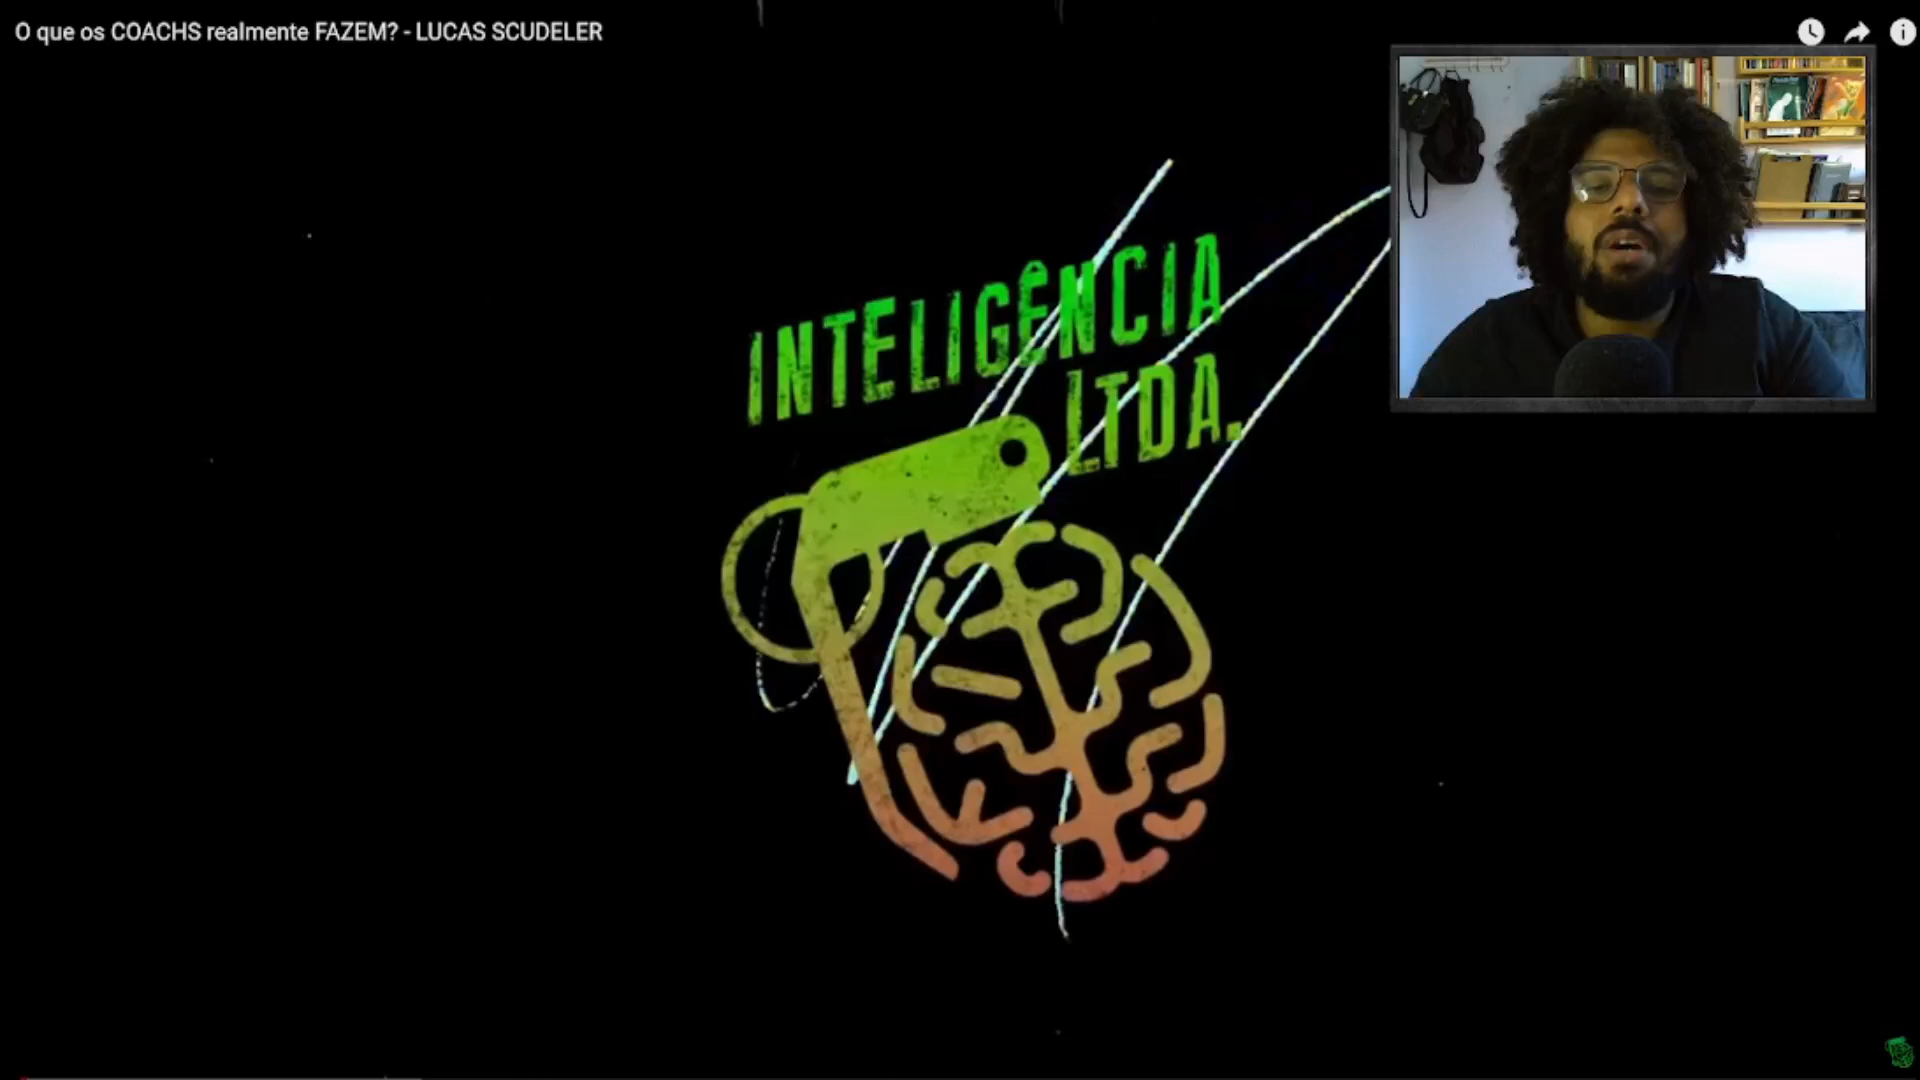 O que os COACHS realmente FAZEM? - LUCAS SCUDELER
INTELIGÊNCIA
LTDA.